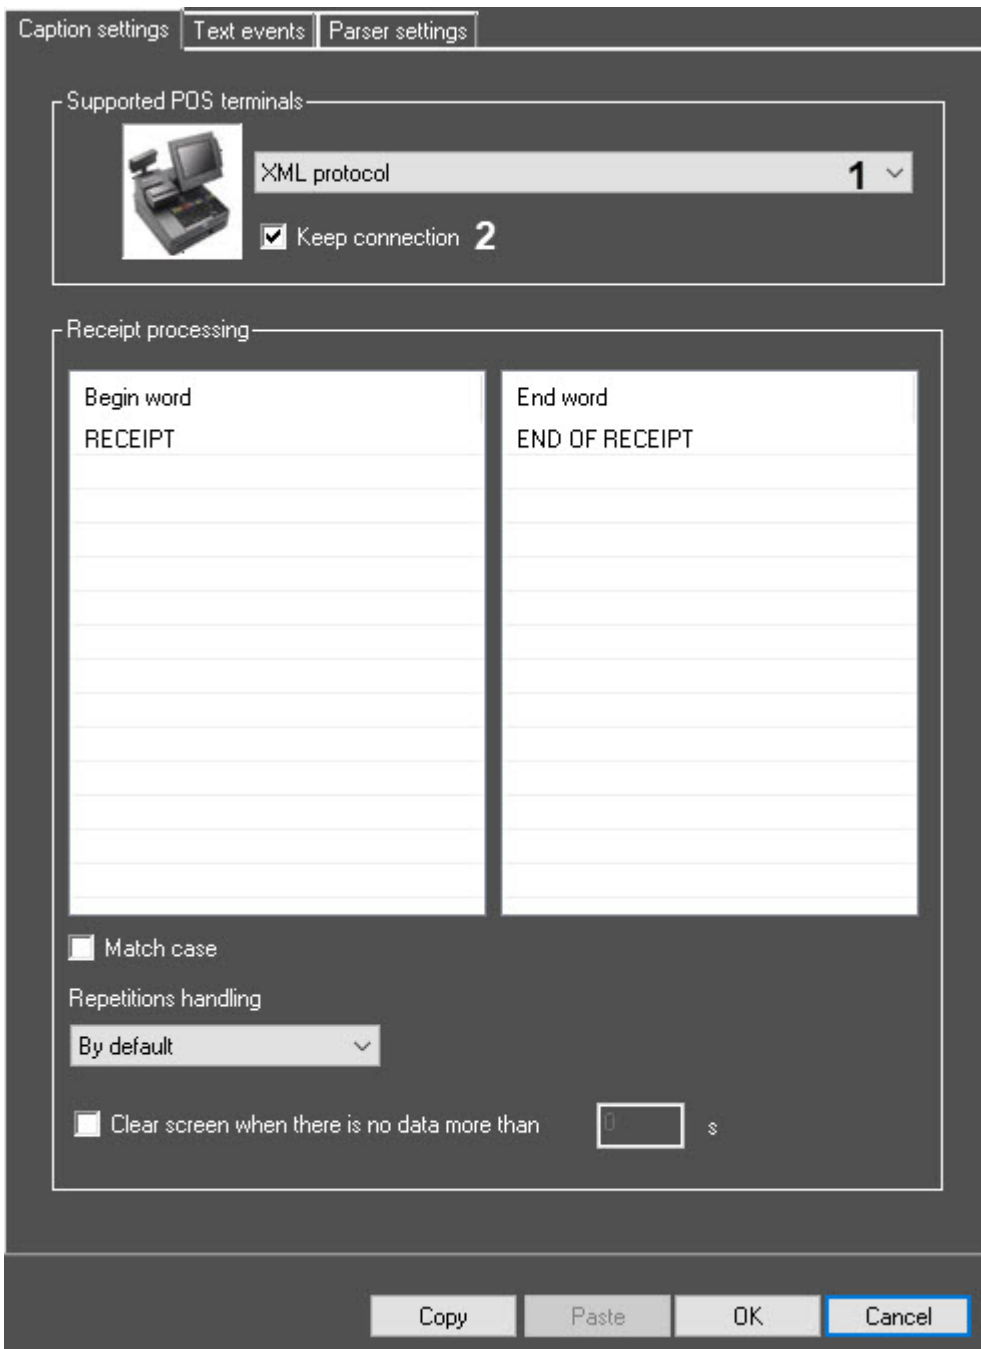 Caption settings Text events Parser settings
Supported POS terminals
XML protocol 1
Keep connection 2
Receipt processing
Begin word End word
RECEIPT END OF RECEIPT
Match case
Repetitions handling
By default
Clear screen when there is no data more than 0 s
Copy Paste OK Cancel